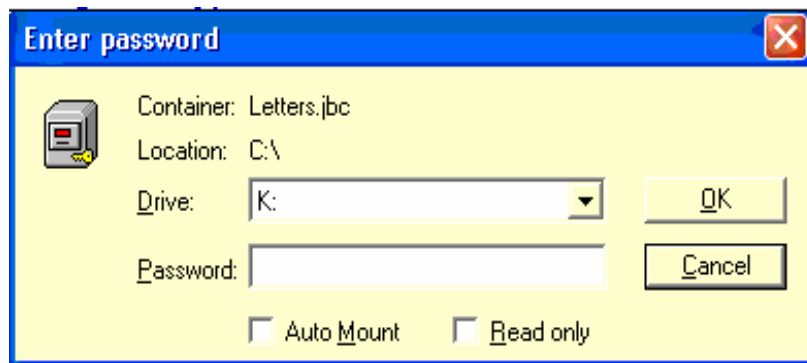 Enter password
Container: Letters.jbc
Location: C:\
Drive: K: OK
Password: Cancel
Auto Mount Read only